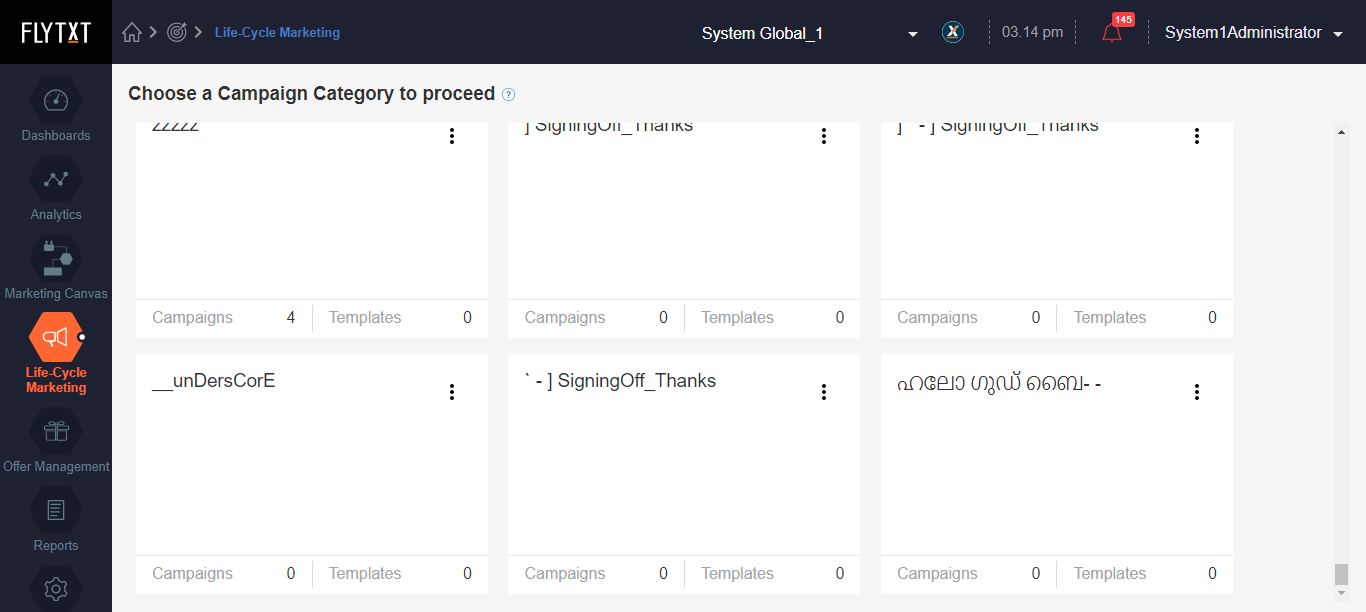 FLYTXT
Life-Cycle Marketing
System Global_1
03.14 pm
145
System1Administrator
Dashboards
Analytics
Marketing Canvas
Life-Cycle
Marketing
Offer Management
Reports
Choose a Campaign Category to proceed ?
zzzzz
] SigningOff_Thanks
] ` - ] SigningOff_Thanks
Campaigns 4 Templates 0
Campaigns 0 Templates 0
Campaigns 0 Templates 0
__unDersCorE
` - ] SigningOff_Thanks
ഹലോ ഗുഡ് ബൈ- -
Campaigns 0 Templates 0
Campaigns 0 Templates 0
Campaigns 0 Templates 0